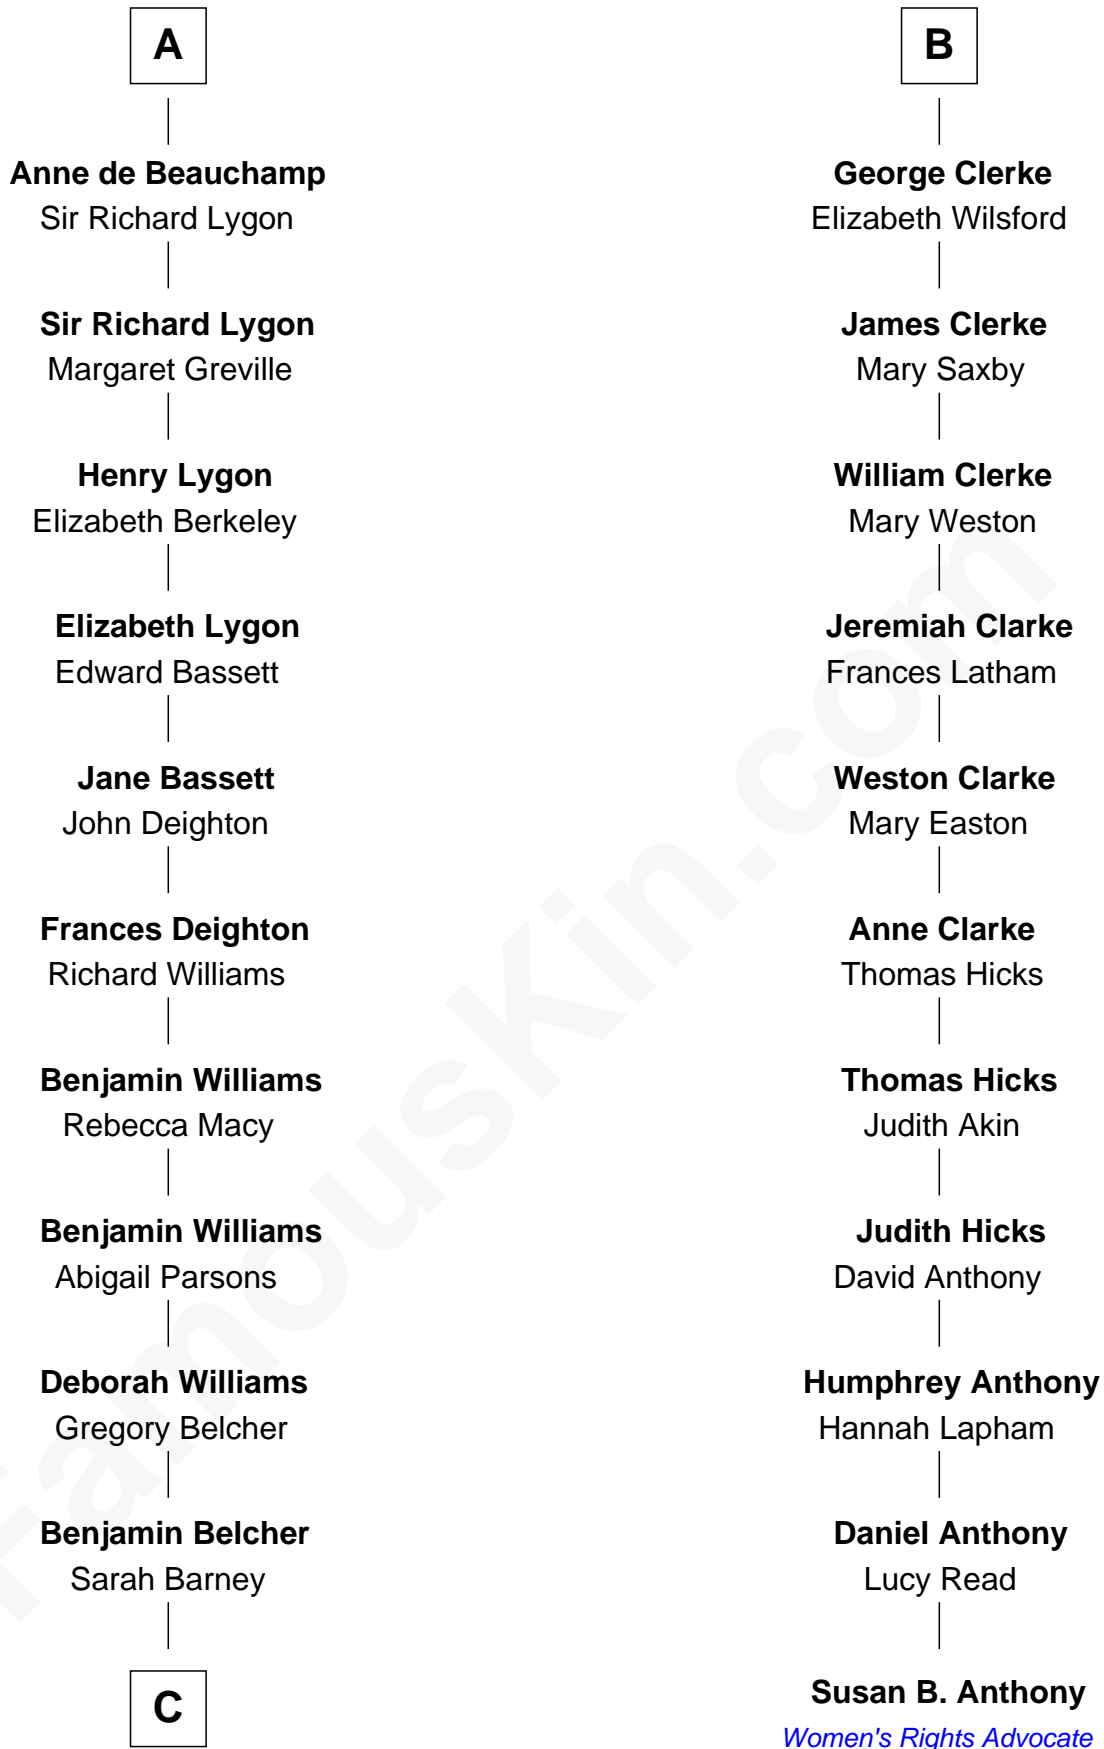 A
Anne de Beauchamp
Sir Richard Lygon
Sir Richard Lygon
Margaret Greville
Henry Lygon
Elizabeth Berkeley
Elizabeth Lygon
Edward Bassett
Jane Bassett
John Deighton
Frances Deighton
Richard Williams
Benjamin Williams
Rebecca Macy
Benjamin Williams
Abigail Parsons
Deborah Williams
Gregory Belcher
Benjamin Belcher
Sarah Barney
C
B
George Clerke
Elizabeth Wilsford
James Clerke
Mary Saxby
William Clerke
Mary Weston
Jeremiah Clarke
Frances Latham
Weston Clarke
Mary Easton
Anne Clarke
Thomas Hicks
Thomas Hicks
Judith Akin
Judith Hicks
David Anthony
Humphrey Anthony
Hannah Lapham
Daniel Anthony
Lucy Read
Susan B. Anthony
Women's Rights Advocate
FamousKin.com